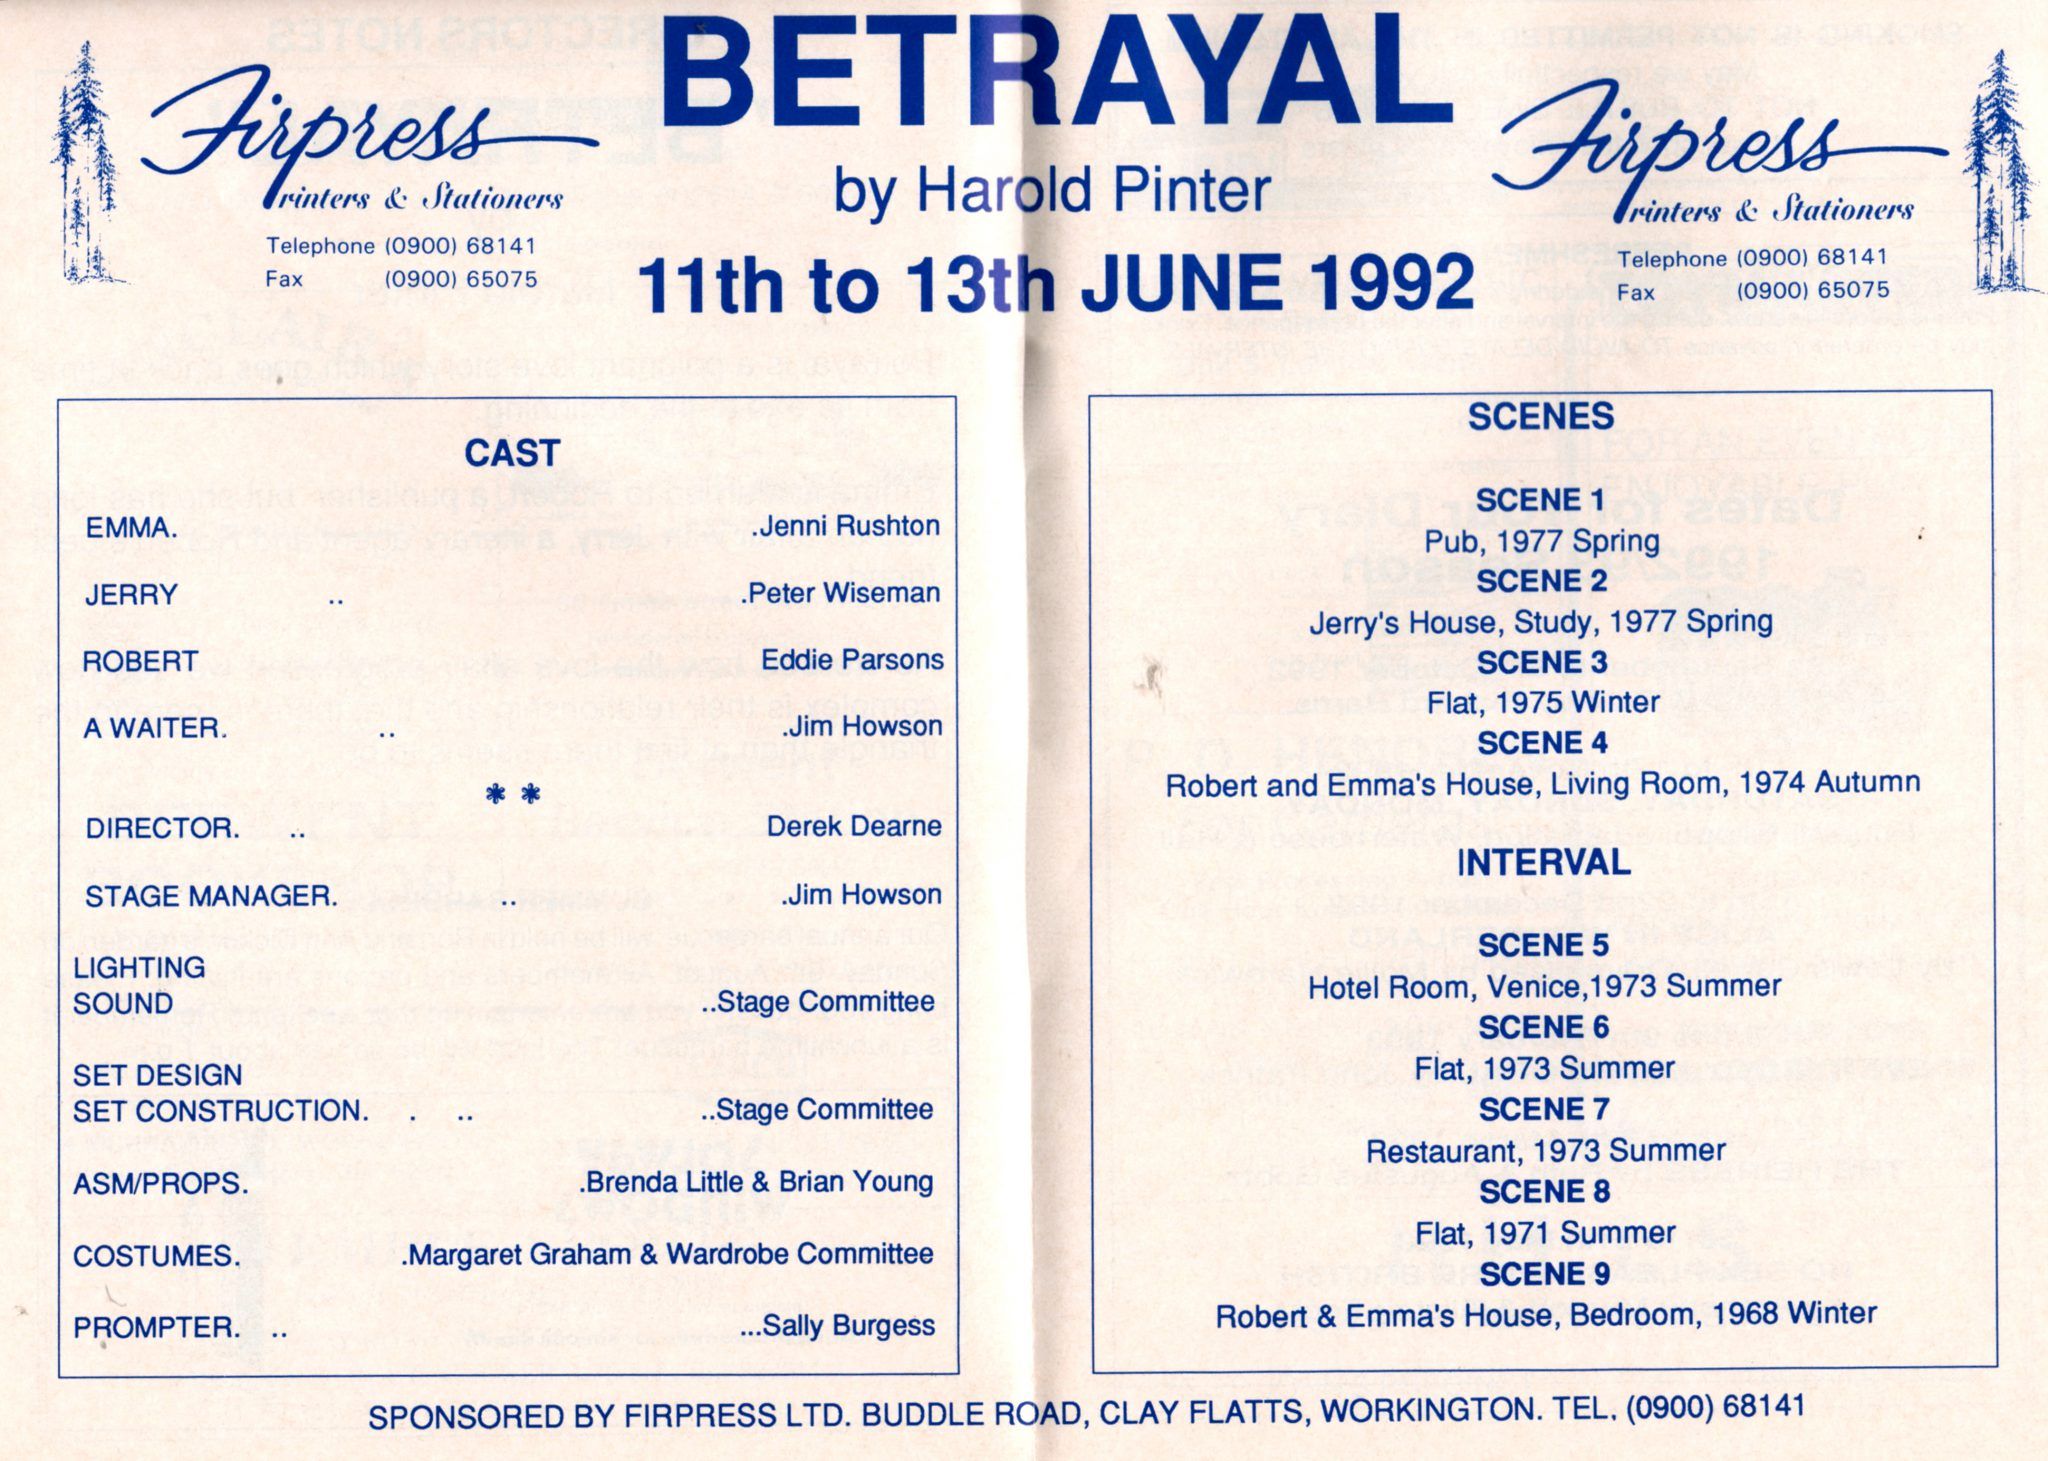 BETRAYAL
by Harold Pinter
11th to 13th JUNE 1992
Firpress
Printers & Stationers
Telephone (0900) 68141
Fax (0900) 65075
Firpress
Printers & Stationers
Telephone (0900) 68141
Fax (0900) 65075
CAST
EMMA. .Jenni Rushton
JERRY .. .Peter Wiseman
ROBERT Eddie Parsons
A WAITER. .. .Jim Howson
* *
DIRECTOR. .. Derek Dearne
STAGE MANAGER. .. .Jim Howson
LIGHTING
SOUND ..Stage Committee
SET DESIGN
SET CONSTRUCTION. . .. ..Stage Committee
ASM/PROPS. .Brenda Little & Brian Young
COSTUMES. .Margaret Graham & Wardrobe Committee
PROMPTER. .. ...Sally Burgess
SCENES
SCENE 1
Pub, 1977 Spring
SCENE 2
Jerry's House, Study, 1977 Spring
SCENE 3
Flat, 1975 Winter
SCENE 4
Robert and Emma's House, Living Room, 1974 Autumn
INTERVAL
SCENE 5
Hotel Room, Venice,1973 Summer
SCENE 6
Flat, 1973 Summer
SCENE 7
Restaurant, 1973 Summer
SCENE 8
Flat, 1971 Summer
SCENE 9
Robert & Emma's House, Bedroom, 1968 Winter
SPONSORED BY FIRPRESS LTD. BUDDLE ROAD, CLAY FLATTS, WORKINGTON. TEL. (0900) 68141